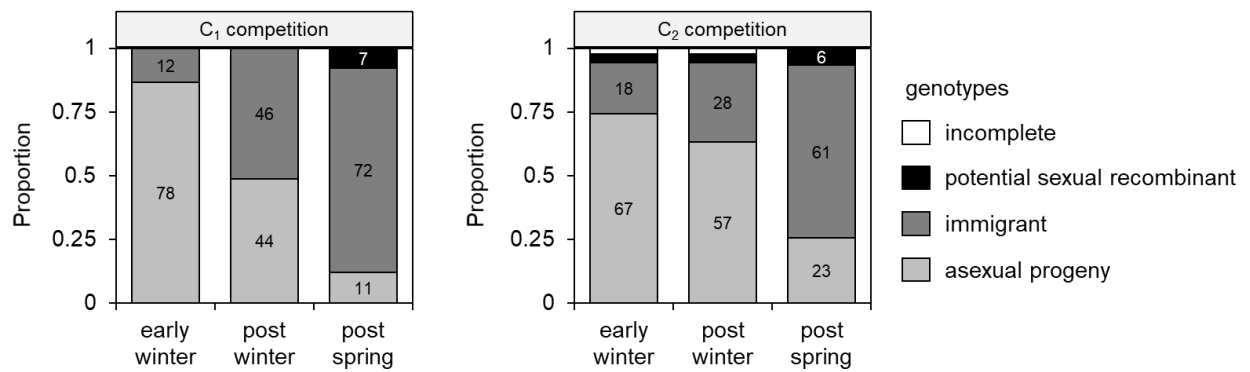 C₁ competition
Proportion
1
0.75
0.5
0.25
0
12
78
46
44
7
72
11
early winter
post winter
post spring
C₂ competition
Proportion
1
0.75
0.5
0.25
0
18
67
28
57
6
61
23
early winter
post winter
post spring
genotypes
incomplete
potential sexual recombinant
immigrant
asexual progeny